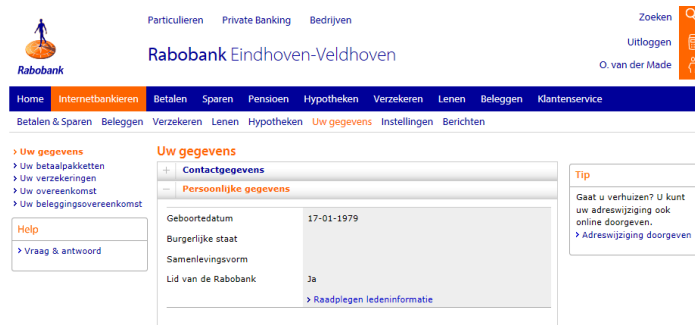 Particulieren Private Banking Bedrijven
Zoeken
Uitloggen
O. van der Made
Rabobank
Rabobank Eindhoven-Veldhoven
Home Internetbankieren Betalen Sparen Pensioen Hypotheken Verzekeren Lenen Beleggen Klantenservice
Betalen & Sparen Beleggen Verzekeren Lenen Hypotheken Uw gegevens Instellingen Berichten
Uw gegevens
Uw betaalpakketten
Uw verzekeringen
Uw overeenkomst
Uw beleggingsovereenkomst
Help
Vraag & antwoord
Uw gegevens
+ Contactgegevens
− Persoonlijke gegevens
Geboortedatum 17-01-1979
Burgerlijke staat
Samenlevingsvorm
Lid van de Rabobank Ja
Raadplegen ledeninformatie
Tip
Gaat u verhuizen? U kunt
uw adreswijziging ook
online doorgeven.
Adreswijziging doorgeven